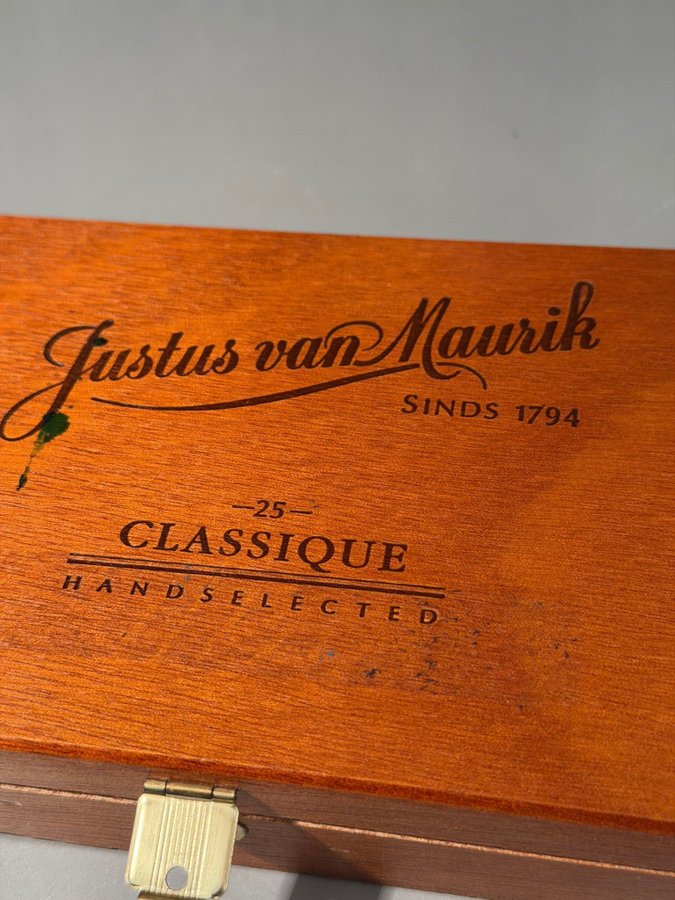 Justus van Maurik
SINDS 1794
—25—
CLASSIQUE
HANDSELECTED